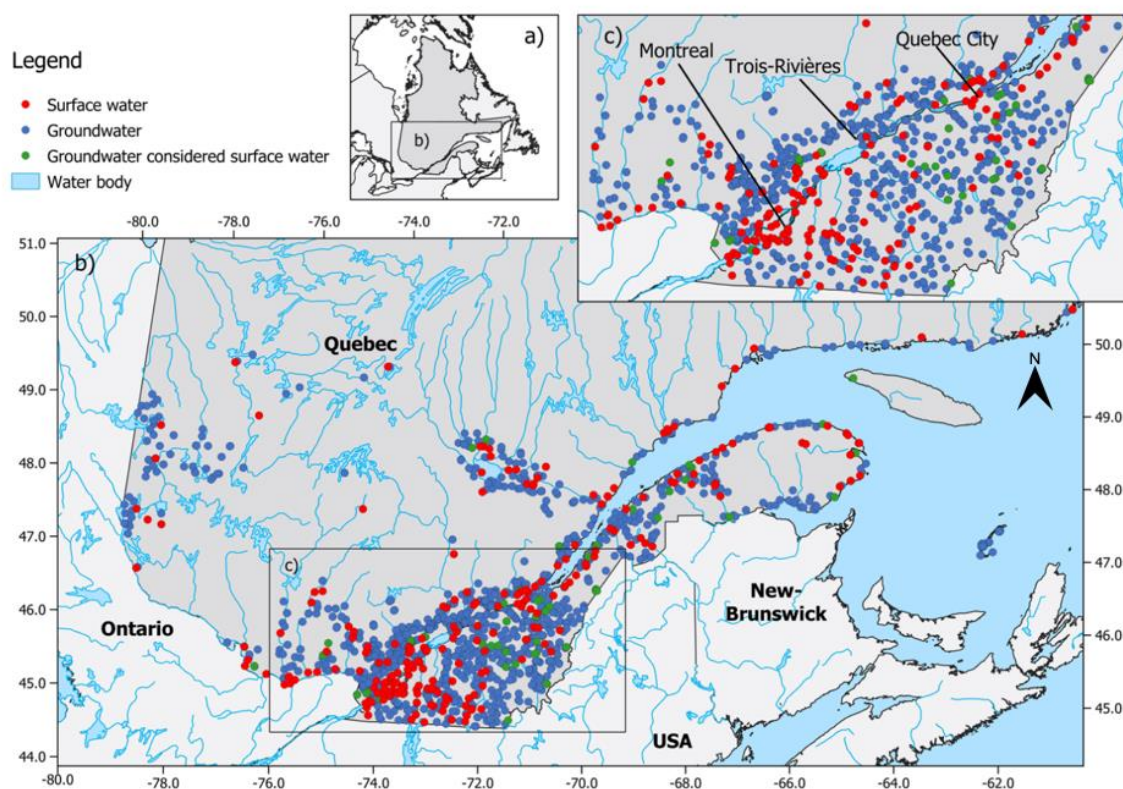 Legend
Surface water
Groundwater
Groundwater considered surface water
Water body
a)
b)
c)
Montreal
Trois-Rivières
Quebec City
-80.0 -78.0 -76.0 -74.0 -72.0
b)
51.0
50.0
49.0
48.0
47.0
46.0
45.0
44.0
Quebec
N
c)
Ontario
New-
Brunswick
USA
50.0
49.0
48.0
47.0
46.0
45.0
-80.0 -78.0 -76.0 -74.0 -72.0 -70.0 -68.0 -66.0 -64.0 -62.0